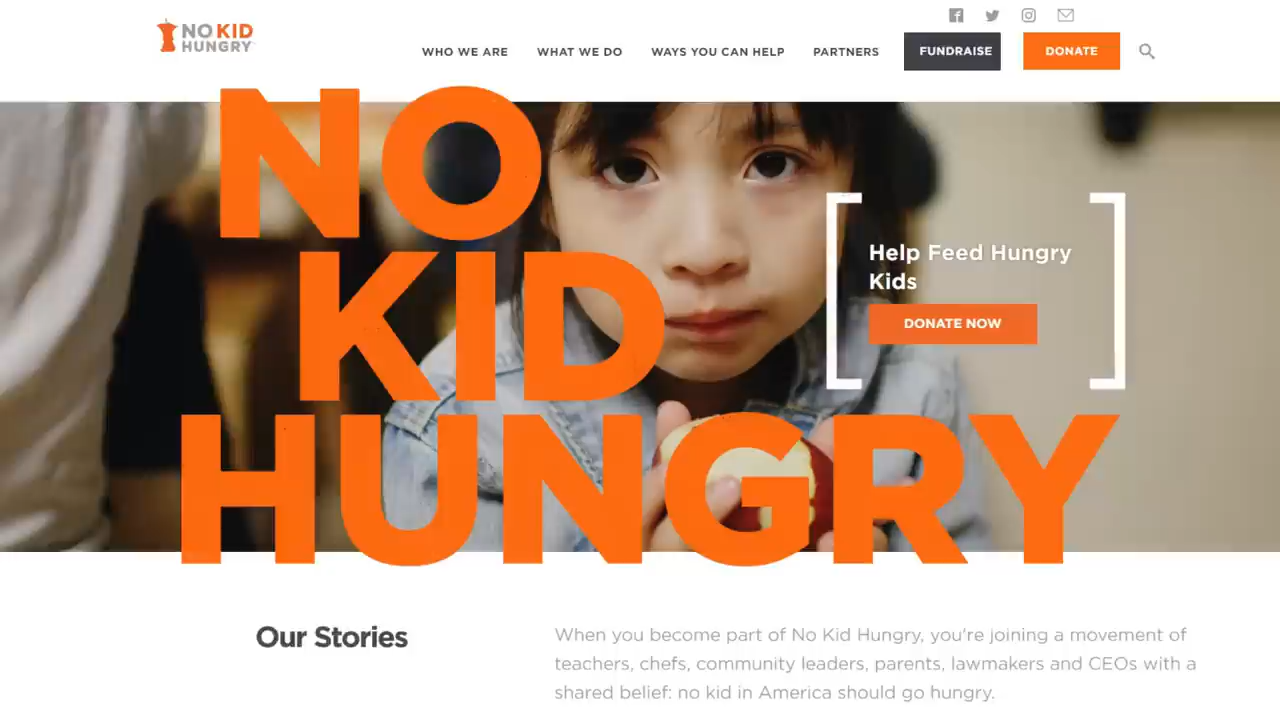 NO KID
HUNGRY
WHO WE ARE
WHAT WE DO
WAYS YOU CAN HELP
PARTNERS
FUNDRAISE
DONATE
NO
KID
HUNGRY
Help Feed Hungry
Kids
DONATE NOW
Our Stories
When you become part of No Kid Hungry, you're joining a movement of
teachers, chefs, community leaders, parents, lawmakers and CEOs with a
shared belief: no kid in America should go hungry.